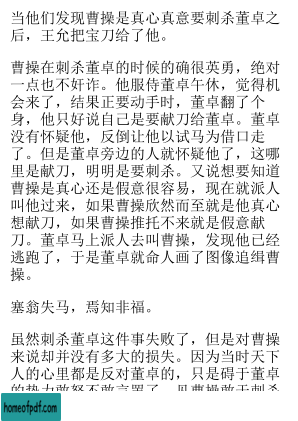 当他们发现曹操是真心真意要刺杀董卓之
后，王允把宝刀给了他。
曹操在刺杀董卓的时候的确很英勇，绝对
一点也不奸诈。他服侍董卓午休，觉得机
会来了，结果正要动手时，董卓翻了个
身，他只好说自己是要献刀给董卓。董卓
没有怀疑他，反倒让他以试马为借口走
了。但是董卓旁边的人就怀疑他了，这哪
里是献刀，明明是要刺杀。又说想要知道
曹操是真心还是假意很容易，现在就派人
叫他过来，如果曹操欣然而至就是他真心
想献刀，如果曹操推托不来就是假意献
刀。董卓马上派人去叫曹操，发现他已经
逃跑了，于是董卓就命人画了图像追缉曹
操。
塞翁失马，焉知非福。
虽然刺杀董卓这件事失败了，但是对曹操
来说却并没有多大的损失。因为当时天下
人的心里都是反对董卓的，只是碍于董卓
的势力敢怒不敢言罢了，见曹操敢于刺杀
homeofpdf.com